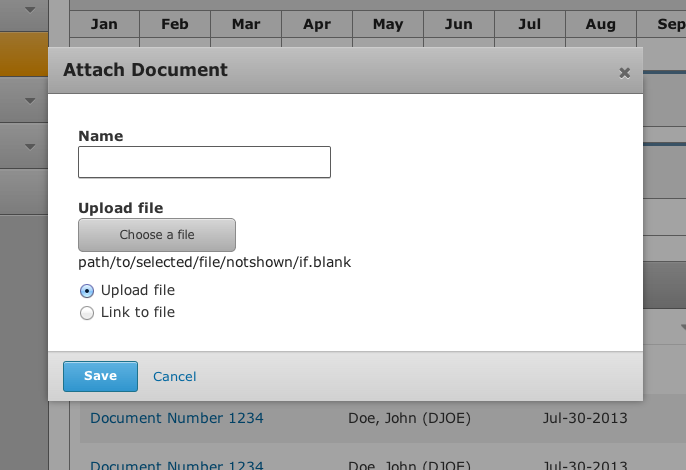 Jan Feb Mar Apr May Jun Jul Aug Sep
Attach Document
Name
Upload file
Choose a file
path/to/selected/file/notshown/if.blank
Upload file
Link to file
Save Cancel
Document Number 1234 Doe, John (DJOE) Jul-30-2013
Document Number 1234 Doe, John (DJOE) Jul-30-2013